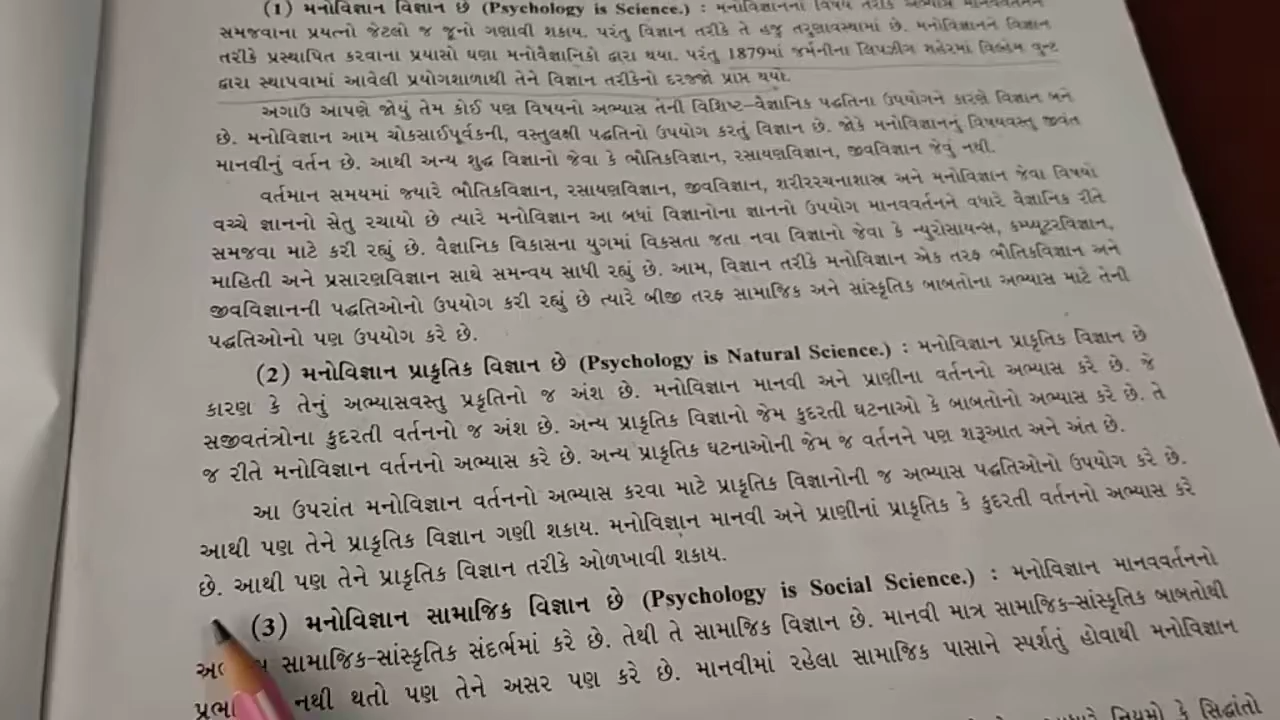 (1) મનોવિજ્ઞાન વિજ્ઞાન છે (Psychology is Science.) : મનોવિજ્ઞાનના વિષય તરીકે માનવવર્તનને
સમજવાના પ્રયત્નો જેટલો જ જૂનો ગણાવી શકાય. પરંતુ વિજ્ઞાન તરીકે તે હજુ તરુણાવસ્થામાં છે. મનોવિજ્ઞાનને વિજ્ઞાન
તરીકે પ્રસ્થાપિત કરવાના પ્રયાસો ઘણા મનોવૈજ્ઞાનિકો દ્વારા થયા. પરંતુ 1879માં જર્મનીના લિપઝીગ શહેરમાં વિલ્હેમ વુન્ટ
દ્વારા સ્થાપવામાં આવેલી પ્રયોગશાળાથી તેને વિજ્ઞાન તરીકેનો દરજ્જો પ્રાપ્ત થયો.
અગાઉ આપણે જોયું તેમ કોઈ પણ વિષયનો અભ્યાસ તેની વિશિષ્ટ-વૈજ્ઞાનિક પદ્ધતિના ઉપયોગને કારણે વિજ્ઞાન બને
છે. મનોવિજ્ઞાન આમ ચોકસાઈપૂર્વકની, વસ્તુલક્ષી પદ્ધતિનો ઉપયોગ કરતું વિજ્ઞાન છે. જોકે મનોવિજ્ઞાનનું વિષયવસ્તુ જીવંત
માનવીનું વર્તન છે. આથી અન્ય શુદ્ધ વિજ્ઞાનો જેવા કે ભૌતિકવિજ્ઞાન, રસાયણવિજ્ઞાન, જીવવિજ્ઞાન જેવું નથી.
વર્તમાન સમયમાં જ્યારે ભૌતિકવિજ્ઞાન, રસાયણવિજ્ઞાન, જીવવિજ્ઞાન, શરીરરચનાશાસ્ત્ર અને મનોવિજ્ઞાન જેવા વિષયો
વચ્ચે જ્ઞાનનો સેતુ રચાયો છે ત્યારે મનોવિજ્ઞાન આ બધાં વિજ્ઞાનોના જ્ઞાનનો ઉપયોગ માનવવર્તનને વધારે વૈજ્ઞાનિક રીતે
સમજવા માટે કરી રહ્યું છે. વૈજ્ઞાનિક વિકાસના યુગમાં વિકસતા જતા નવા વિજ્ઞાનો જેવા કે ન્યુરોસાયન્સ, કમ્પ્યૂટરવિજ્ઞાન,
માહિતી અને પ્રસારણવિજ્ઞાન સાથે સમન્વય સાધી રહ્યું છે. આમ, વિજ્ઞાન તરીકે મનોવિજ્ઞાન એક તરફ ભૌતિકવિજ્ઞાન અને
જીવવિજ્ઞાનની પદ્ધતિઓનો ઉપયોગ કરી રહ્યું છે ત્યારે બીજી તરફ સામાજિક અને સાંસ્કૃતિક બાબતોના અભ્યાસ માટે તેની
પદ્ધતિઓનો પણ ઉપયોગ કરે છે.
(2) મનોવિજ્ઞાન પ્રાકૃતિક વિજ્ઞાન છે (Psychology is Natural Science.) : મનોવિજ્ઞાન પ્રાકૃતિક વિજ્ઞાન છે
કારણ કે તેનું અભ્યાસવસ્તુ પ્રકૃતિનો જ અંશ છે. મનોવિજ્ઞાન માનવી અને પ્રાણીના વર્તનનો અભ્યાસ કરે છે. જે
સજીવતંત્રોના કુદરતી વર્તનનો જ અંશ છે. અન્ય પ્રાકૃતિક વિજ્ઞાનો જેમ કુદરતી ઘટનાઓ કે બાબતોનો અભ્યાસ કરે છે. તે
જ રીતે મનોવિજ્ઞાન વર્તનનો અભ્યાસ કરે છે. અન્ય પ્રાકૃતિક ઘટનાઓની જેમ જ વર્તનને પણ શરૂઆત અને અંત છે.
આ ઉપરાંત મનોવિજ્ઞાન વર્તનનો અભ્યાસ કરવા માટે પ્રાકૃતિક વિજ્ઞાનોની જ અભ્યાસ પદ્ધતિઓનો ઉપયોગ કરે છે.
આથી પણ તેને પ્રાકૃતિક વિજ્ઞાન ગણી શકાય. મનોવિજ્ઞાન માનવી અને પ્રાણીનાં પ્રાકૃતિક કે કુદરતી વર્તનનો અભ્યાસ કરે
છે. આથી પણ તેને પ્રાકૃતિક વિજ્ઞાન તરીકે ઓળખાવી શકાય.
(3) મનોવિજ્ઞાન સામાજિક વિજ્ઞાન છે (Psychology is Social Science.) : મનોવિજ્ઞાન માનવવર્તનનો
સામાજિક-સાંસ્કૃતિક સંદર્ભમાં કરે છે. તેથી તે સામાજિક વિજ્ઞાન છે. માનવી માત્ર સામાજિક-સાંસ્કૃતિક બાબતોથી
નથી થતો પણ તેને અસર પણ કરે છે. માનવીમાં રહેલા સામાજિક પાસાને સ્પર્શતું હોવાથી મનોવિજ્ઞાન
નિયમો કે સિદ્ધાંતો